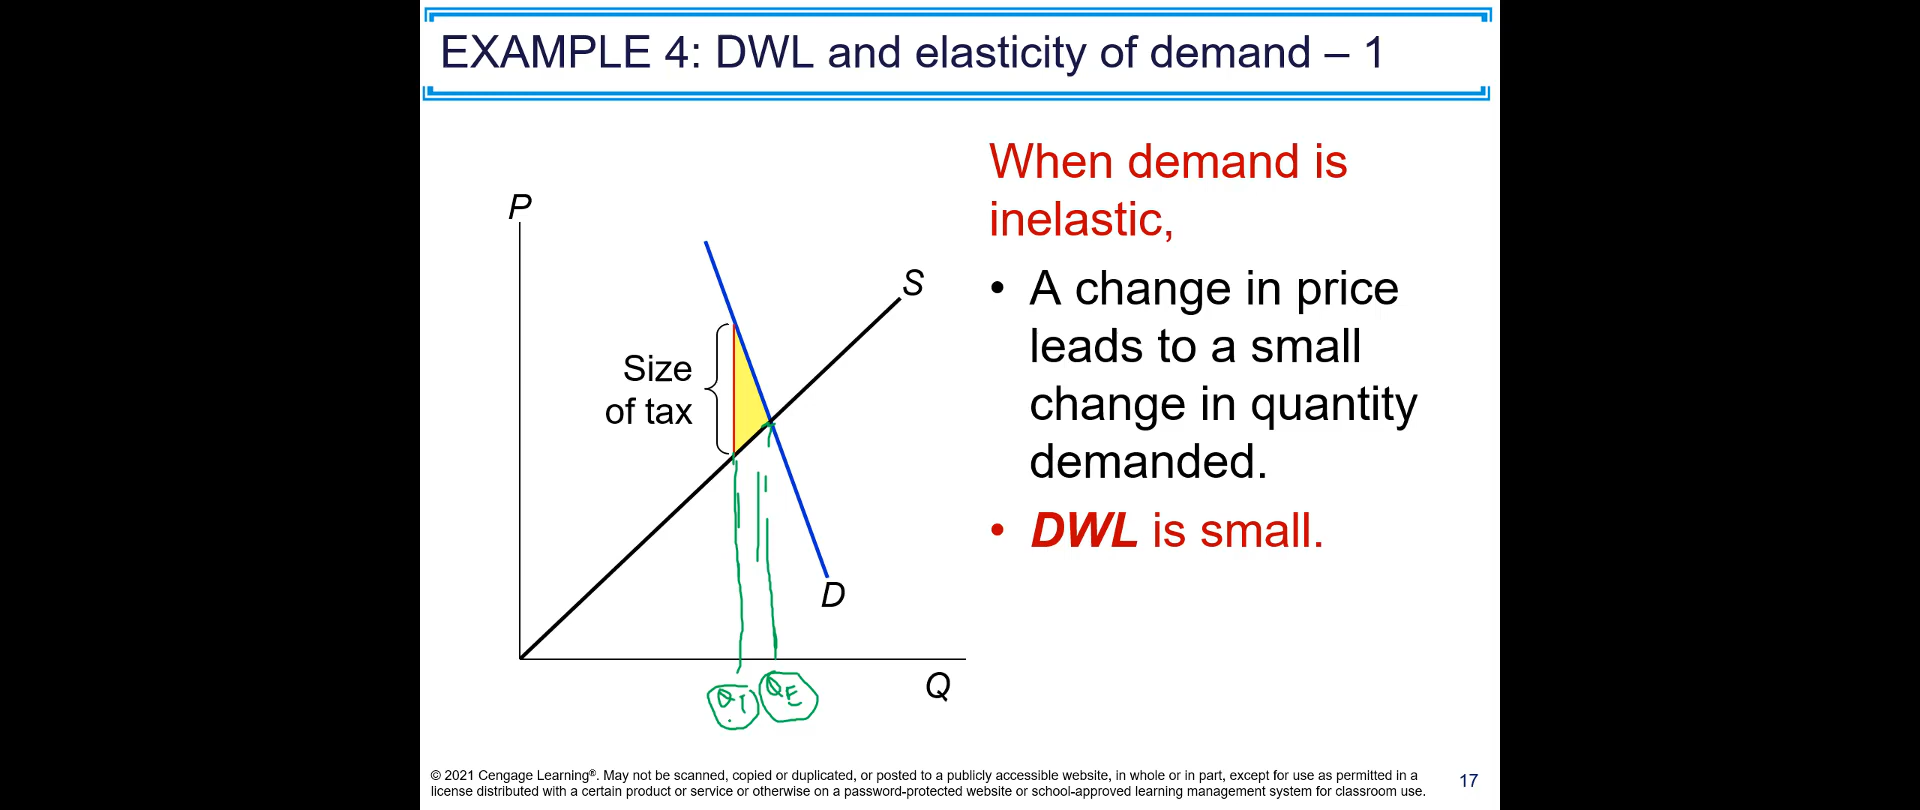 EXAMPLE 4: DWL and elasticity of demand – 1
When demand is
inelastic,
• A change in price
leads to a small
change in quantity
demanded.
• DWL is small.
P
S
Size
of tax
D
Q
QT QE
© 2021 Cengage Learning®. May not be scanned, copied or duplicated, or posted to a publicly accessible website, in whole or in part, except for use as permitted in a
license distributed with a certain product or service or otherwise on a password-protected website or school-approved learning management system for classroom use.
17